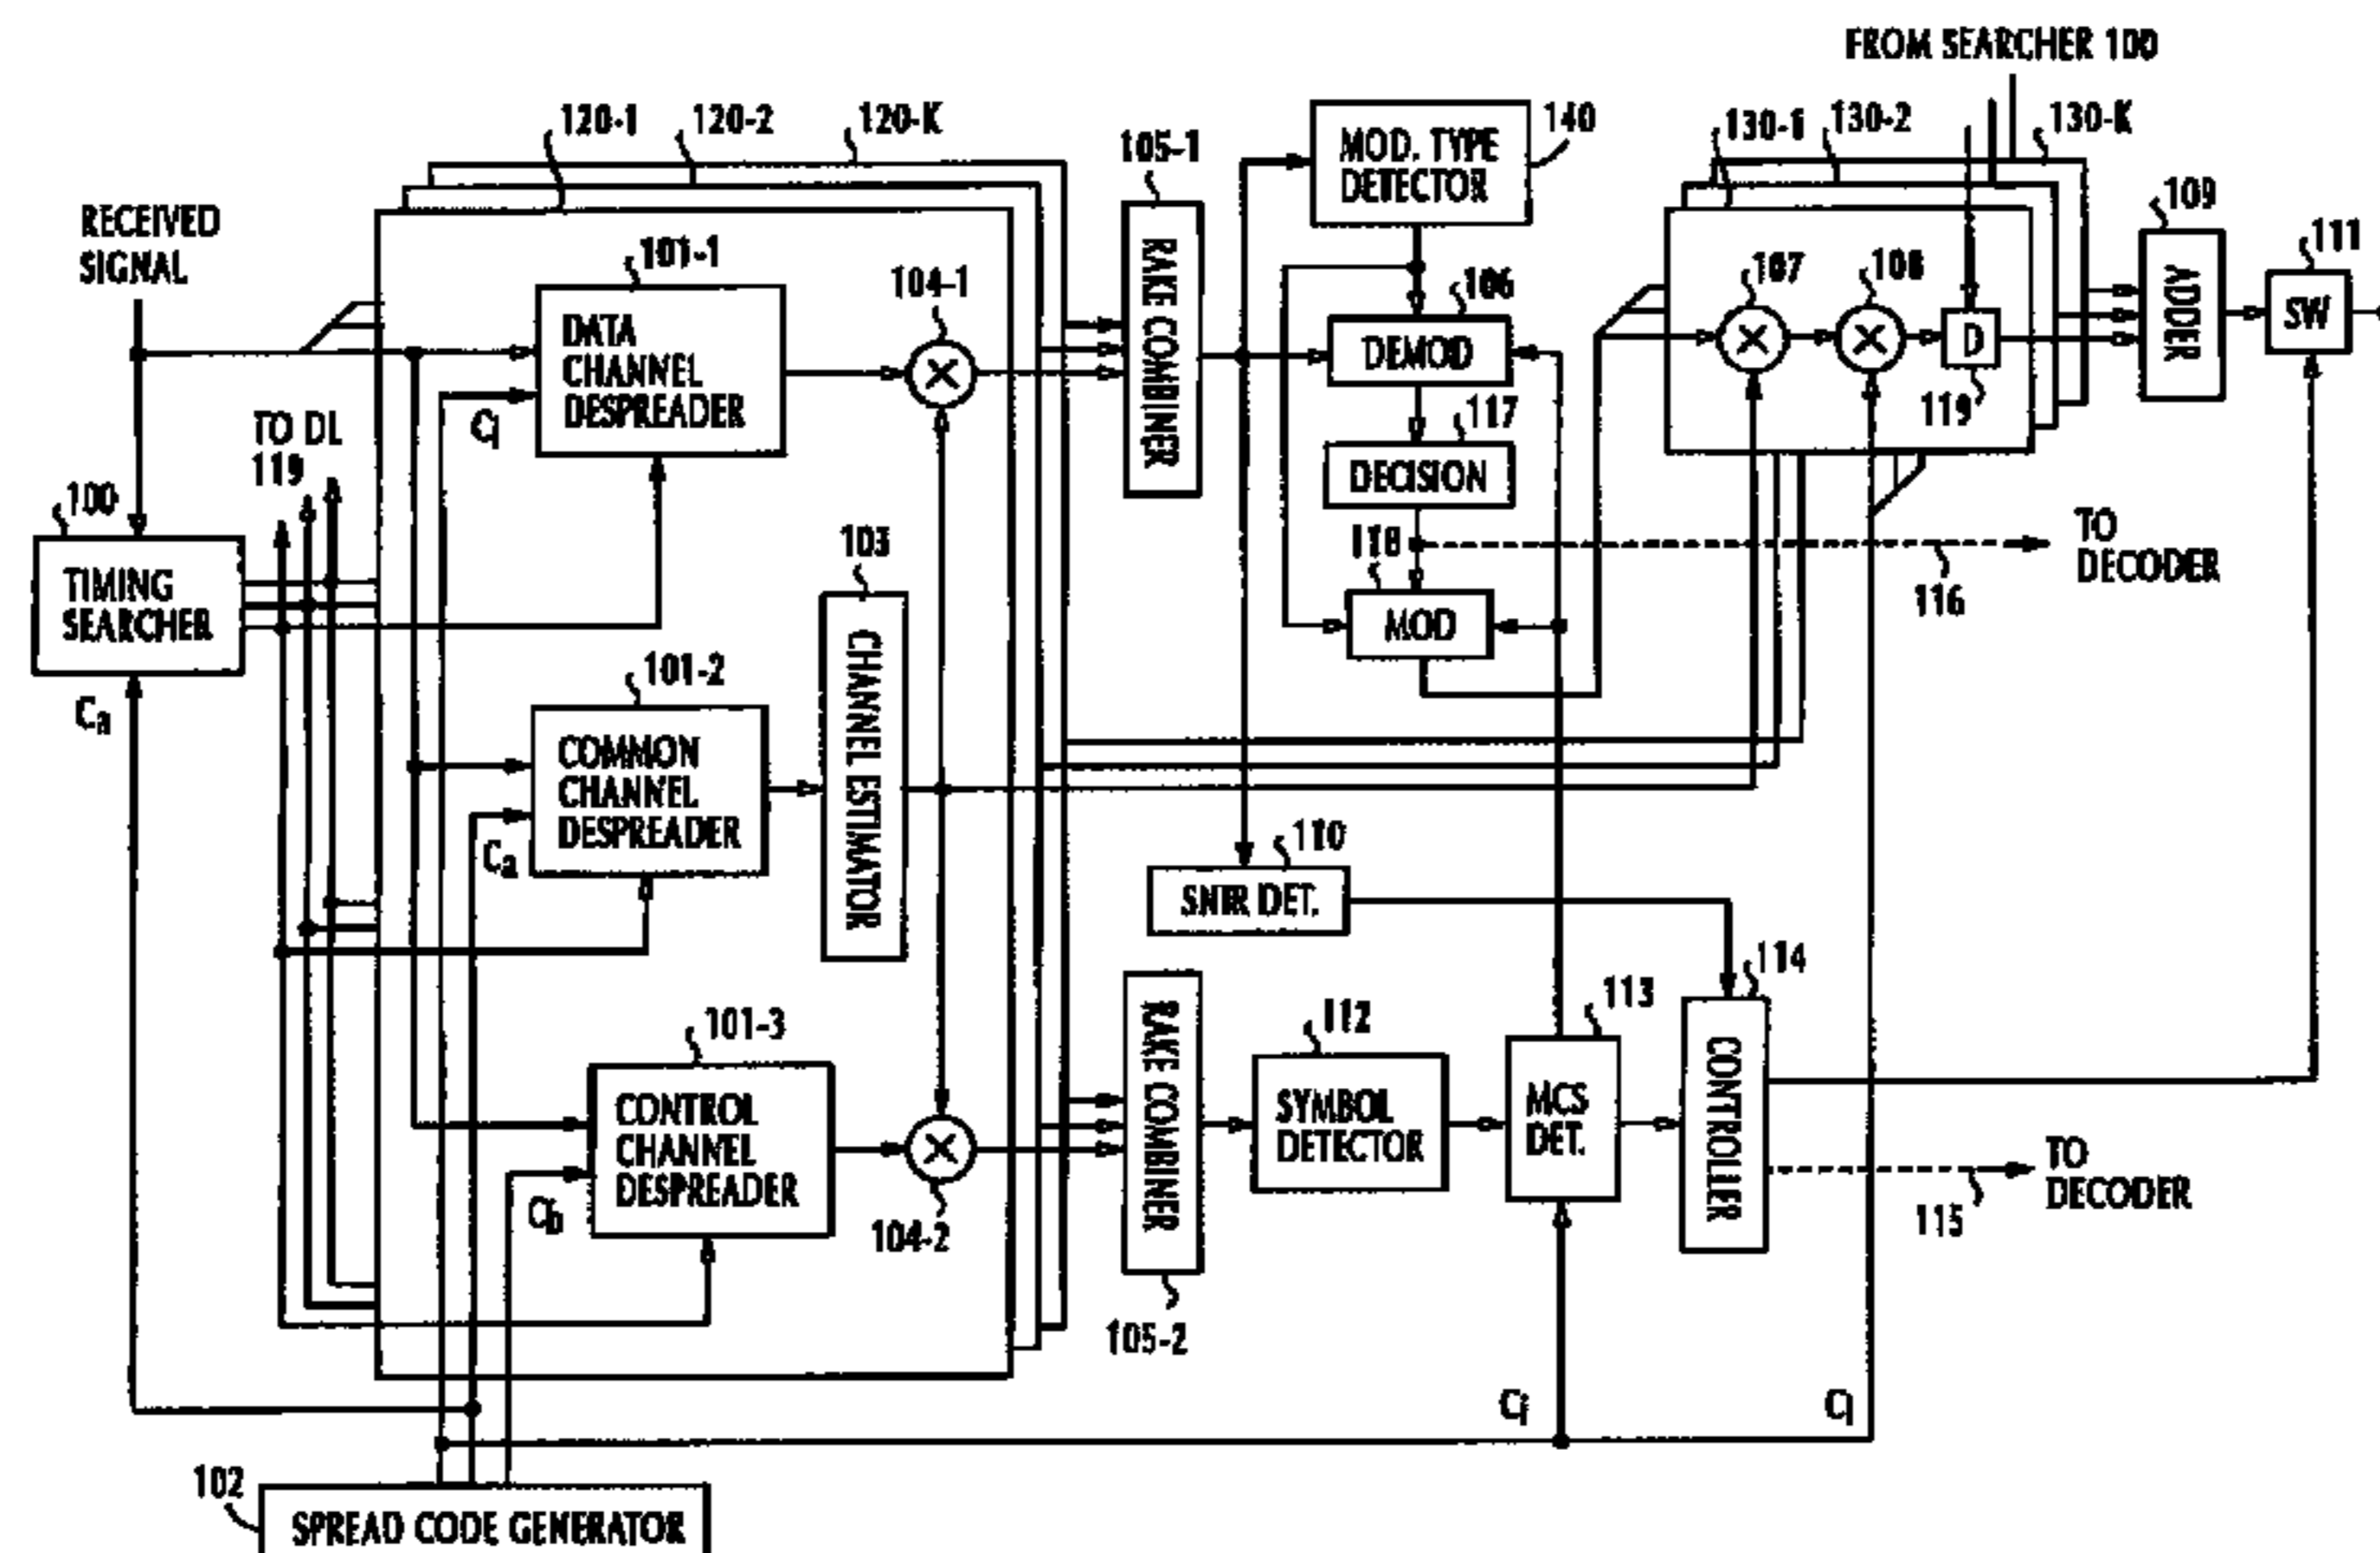 FROM SEARCHER 100
120-1
120-2
120-K
105-1
MOD. TYPE
DETECTOR
140
130-1
130-2
130-K
RECEIVED
SIGNAL
101-1
104-1
109
111
DATA
CHANNEL
DESPREADER
RAKE COMBINER
106
DEMOD
107
108
D
119
ADDER
SW
Cj
TO DL
119
117
DECISION
100
TIMING
SEARCHER
103
118
TO
DECODER
116
MOD
Ca
101-2
COMMON
CHANNEL
DESPREADER
CHANNEL ESTIMATOR
Ca
110
SNIR DET.
114
101-3
CONTROL
CHANNEL
DESPREADER
Cb
104-2
RAKE COMBINER
105-2
112
SYMBOL
DETECTOR
113
MCS
DET.
CONTROLLER
TO
DECODER
115
Cj
Cj
102
SPREAD CODE GENERATOR